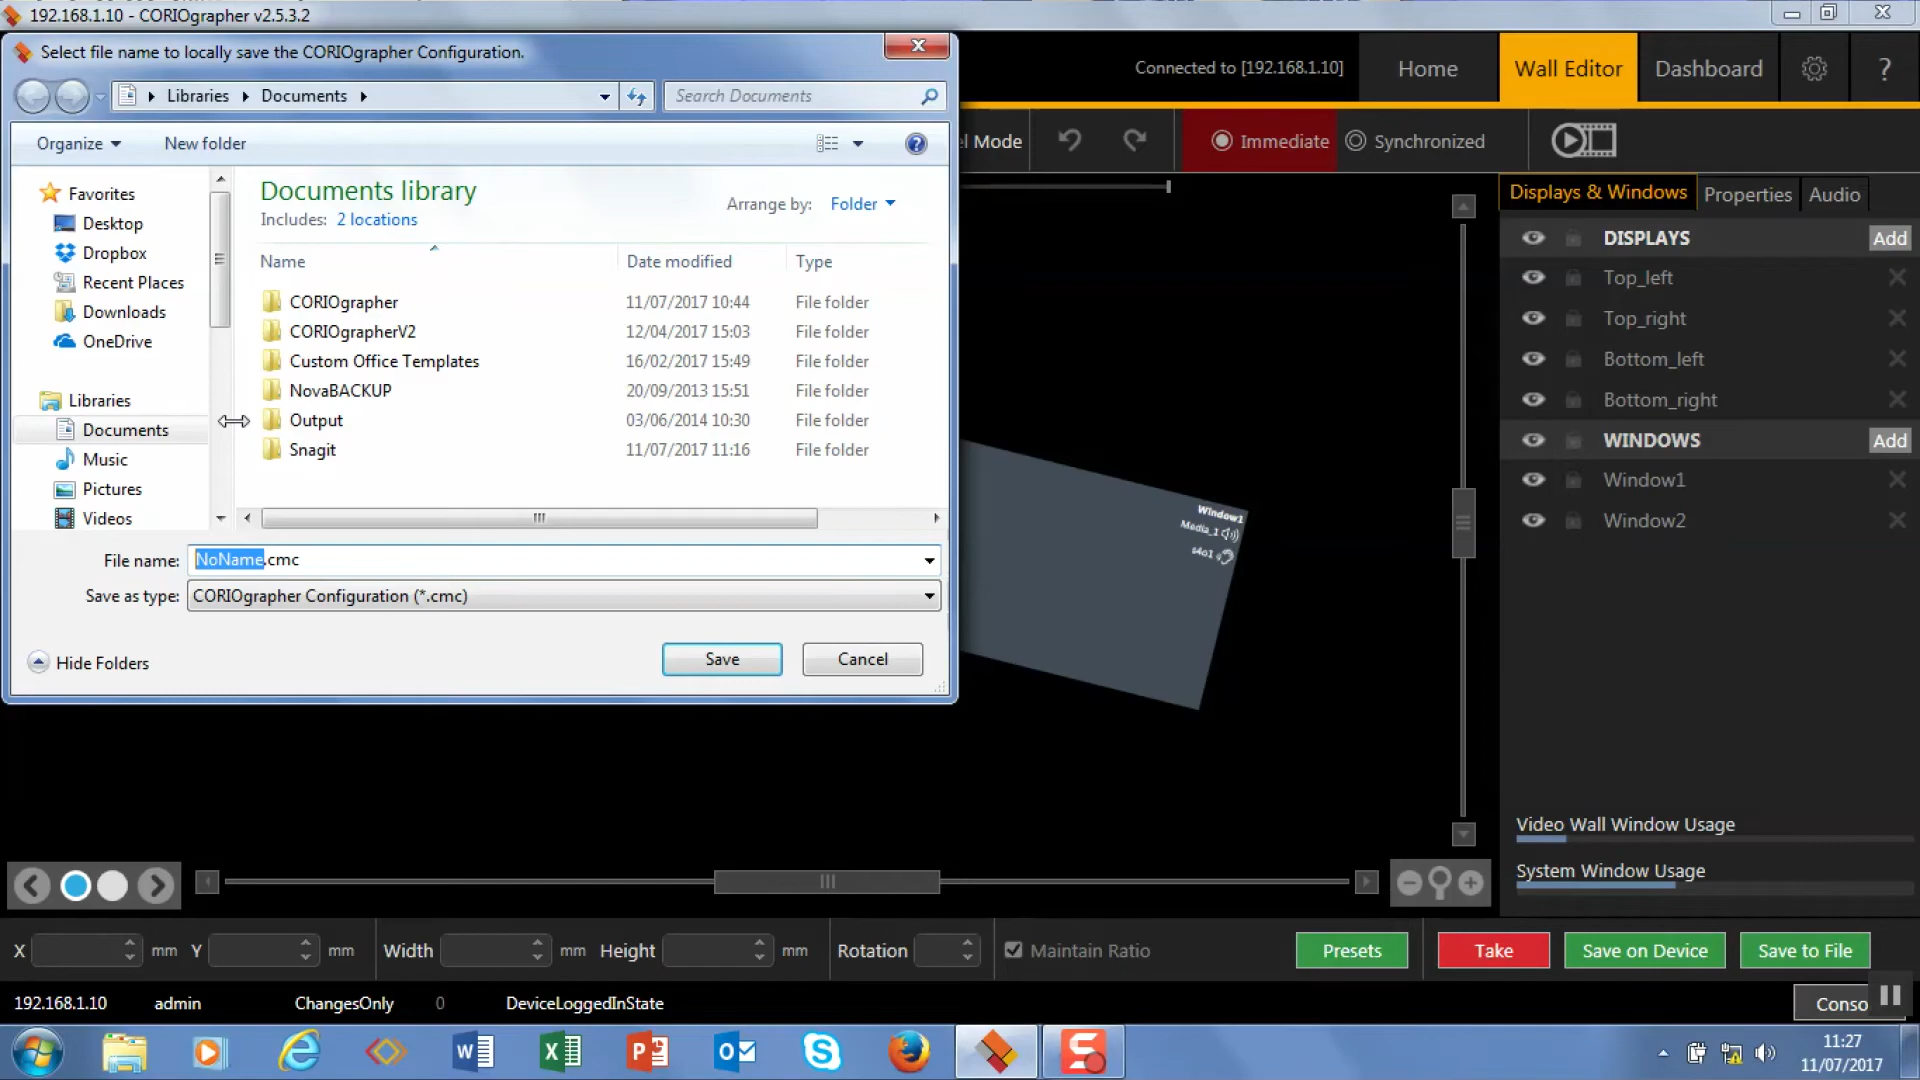 192.168.1.10 - CORIOgrapher v2.5.3.2
Select file name to locally save the CORIOgrapher Configuration.
Libraries
Documents
Search Documents
Connected to [192.168.1.10]
Home
Wall Editor
Dashboard
?
Organize
New folder
el Mode
Immediate
Synchronized
Favorites
Desktop
Dropbox
Recent Places
Downloads
OneDrive
Libraries
Documents
Music
Pictures
Videos
Documents library
Includes: 2 locations
Arrange by: Folder
Name Date modified Type
CORIOgrapher 11/07/2017 10:44 File folder
CORIOgrapherV2 12/04/2017 15:03 File folder
Custom Office Templates 16/02/2017 15:49 File folder
NovaBACKUP 20/09/2013 15:51 File folder
Output 03/06/2014 10:30 File folder
Snagit 11/07/2017 11:16 File folder
File name: NoName.cmc
Save as type: CORIOgrapher Configuration (*.cmc)
Hide Folders
Save
Cancel
Window1
Media_1
s4o1
Displays & Windows
Properties
Audio
DISPLAYS Add
Top_left
Top_right
Bottom_left
Bottom_right
WINDOWS Add
Window1
Window2
Video Wall Window Usage
System Window Usage
X mm Y mm Width mm Height mm Rotation Maintain Ratio Presets Take Save on Device Save to File
192.168.1.10 admin ChangesOnly 0 DeviceLoggedInState Conso
11:27
11/07/2017